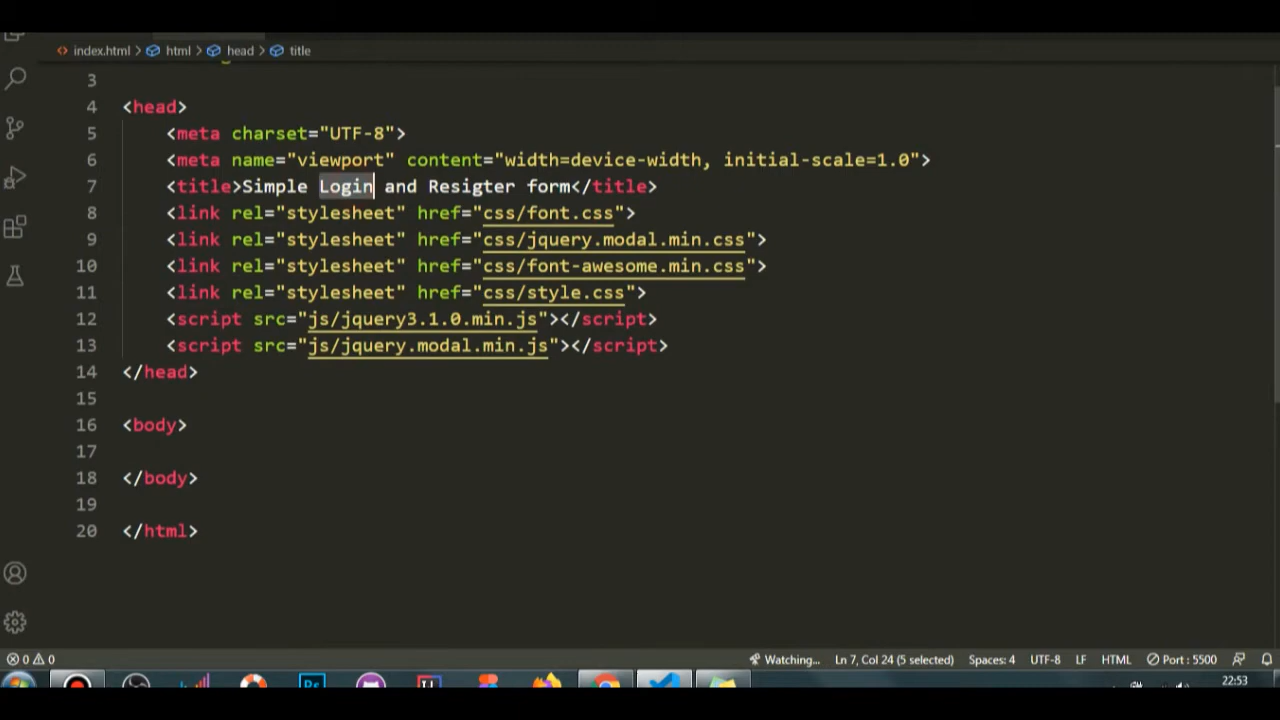 index.html > html > head > title
3
4 <head>
5 <meta charset="UTF-8">
6 <meta name="viewport" content="width=device-width, initial-scale=1.0">
7 <title>Simple Login and Resigter form</title>
8 <link rel="stylesheet" href="css/font.css">
9 <link rel="stylesheet" href="css/jquery.modal.min.css">
10 <link rel="stylesheet" href="css/font-awesome.min.css">
11 <link rel="stylesheet" href="css/style.css">
12 <script src="js/jquery3.1.0.min.js"></script>
13 <script src="js/jquery.modal.min.js"></script>
14 </head>
15
16 <body>
17
18 </body>
19
20 </html>
0 0 Watching... Ln 7, Col 24 (5 selected) Spaces: 4 UTF-8 LF HTML Port : 5500
Ps 22:53